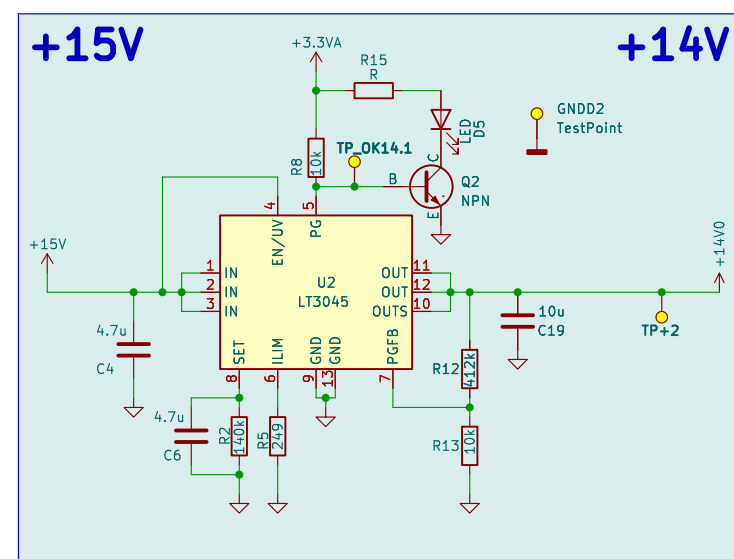 +15V
+14V
+3.3VA
R15
R
LED
D5
GNDD2
TestPoint
R8
10k
TP_OK14.1
B
C
E
Q2
NPN
4
5
EN/UV
PG
+15V
+14V0
1
IN
2
IN
3
IN
U2
LT3045
OUT
11
OUT
12
OUTS
10
4.7u
C4
10u
C19
TP+2
SET
ILIM
GND
GND
PGFB
8
6
9
13
7
R12
412k
4.7u
C6
R2
140k
R5
249
R13
10k